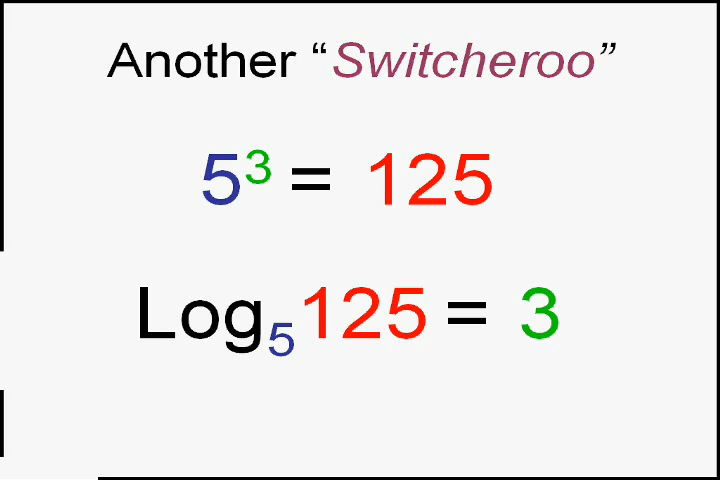 Another “Switcheroo”
5³ = 125
Log₅125 = 3